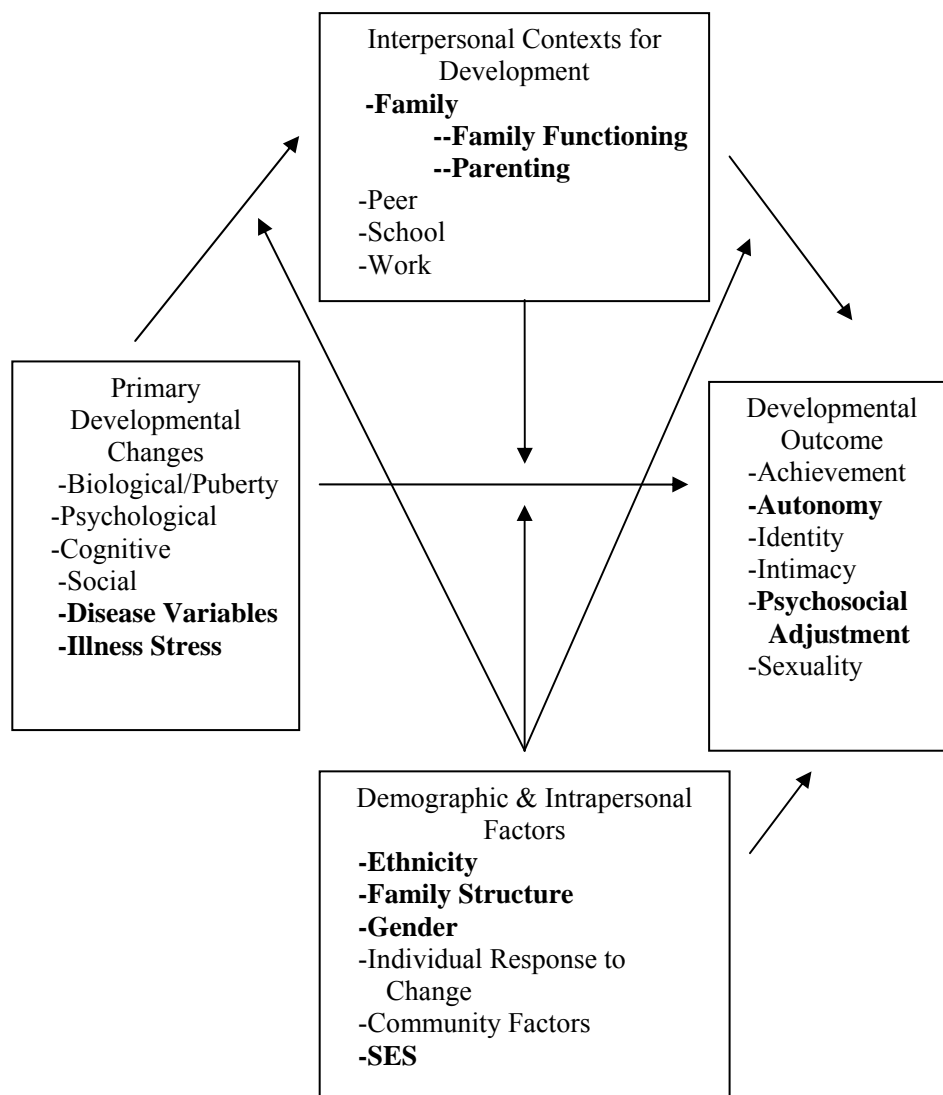 Interpersonal Contexts for
Development
-Family
--Family Functioning
--Parenting
-Peer
-School
-Work
Primary
Developmental
Changes
-Biological/Puberty
-Psychological
-Cognitive
-Social
-Disease Variables
-Illness Stress
Developmental
Outcome
-Achievement
-Autonomy
-Identity
-Intimacy
-Psychosocial
Adjustment
-Sexuality
Demographic & Intrapersonal
Factors
-Ethnicity
-Family Structure
-Gender
-Individual Response to
Change
-Community Factors
-SES